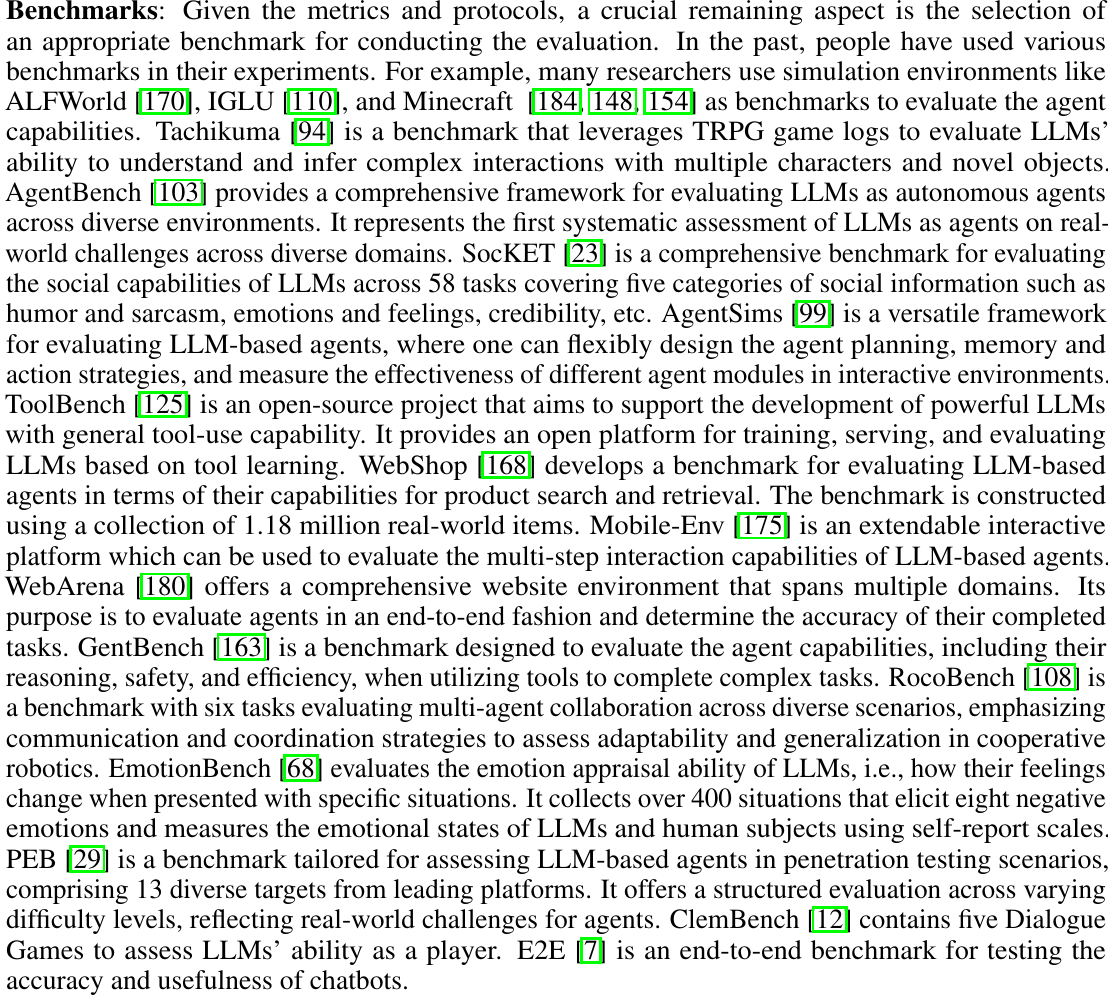 Benchmarks: Given the metrics and protocols, a crucial remaining aspect is the selection of
an appropriate benchmark for conducting the evaluation. In the past, people have used various
benchmarks in their experiments. For example, many researchers use simulation environments like
ALFWorld [170], IGLU [110], and Minecraft [184, 148, 154] as benchmarks to evaluate the agent
capabilities. Tachikuma [94] is a benchmark that leverages TRPG game logs to evaluate LLMs'
ability to understand and infer complex interactions with multiple characters and novel objects.
AgentBench [103] provides a comprehensive framework for evaluating LLMs as autonomous agents
across diverse environments. It represents the first systematic assessment of LLMs as agents on real-
world challenges across diverse domains. SocKET [23] is a comprehensive benchmark for evaluating
the social capabilities of LLMs across 58 tasks covering five categories of social information such as
humor and sarcasm, emotions and feelings, credibility, etc. AgentSims [99] is a versatile framework
for evaluating LLM-based agents, where one can flexibly design the agent planning, memory and
action strategies, and measure the effectiveness of different agent modules in interactive environments.
ToolBench [125] is an open-source project that aims to support the development of powerful LLMs
with general tool-use capability. It provides an open platform for training, serving, and evaluating
LLMs based on tool learning. WebShop [168] develops a benchmark for evaluating LLM-based
agents in terms of their capabilities for product search and retrieval. The benchmark is constructed
using a collection of 1.18 million real-world items. Mobile-Env [175] is an extendable interactive
platform which can be used to evaluate the multi-step interaction capabilities of LLM-based agents.
WebArena [180] offers a comprehensive website environment that spans multiple domains. Its
purpose is to evaluate agents in an end-to-end fashion and determine the accuracy of their completed
tasks. GentBench [163] is a benchmark designed to evaluate the agent capabilities, including their
reasoning, safety, and efficiency, when utilizing tools to complete complex tasks. RocoBench [108] is
a benchmark with six tasks evaluating multi-agent collaboration across diverse scenarios, emphasizing
communication and coordination strategies to assess adaptability and generalization in cooperative
robotics. EmotionBench [68] evaluates the emotion appraisal ability of LLMs, i.e., how their feelings
change when presented with specific situations. It collects over 400 situations that elicit eight negative
emotions and measures the emotional states of LLMs and human subjects using self-report scales.
PEB [29] is a benchmark tailored for assessing LLM-based agents in penetration testing scenarios,
comprising 13 diverse targets from leading platforms. It offers a structured evaluation across varying
difficulty levels, reflecting real-world challenges for agents. ClemBench [12] contains five Dialogue
Games to assess LLMs' ability as a player. E2E [7] is an end-to-end benchmark for testing the
accuracy and usefulness of chatbots.